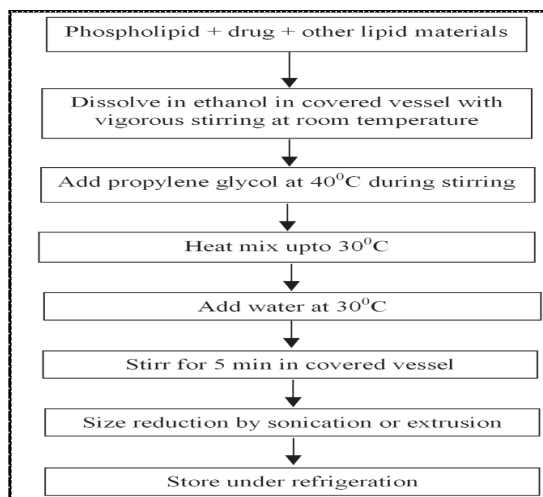 Phospholipid + drug + other lipid materials
Dissolve in ethanol in covered vessel with
vigorous stirring at room temperature
Add propylene glycol at 40⁰C during stirring
Heat mix upto 30⁰C
Add water at 30⁰C
Stirr for 5 min in covered vessel
Size reduction by sonication or extrusion
Store under refrigeration